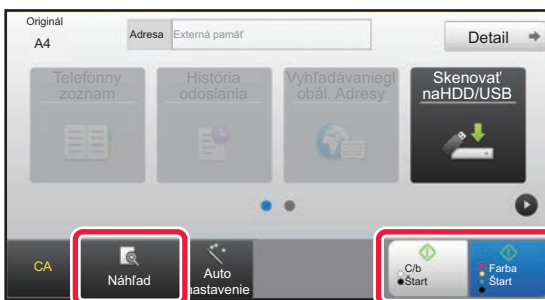 Originál
A4
Adresa Externá pamäť
Detail
Telefónny
zoznam
História
odoslania
Vyhľadávaniegl
obál. Adresy
Skenovať
naHDD/USB
CA
Náhľad
Auto
nastavenie
C/b
Štart
Farba
Štart